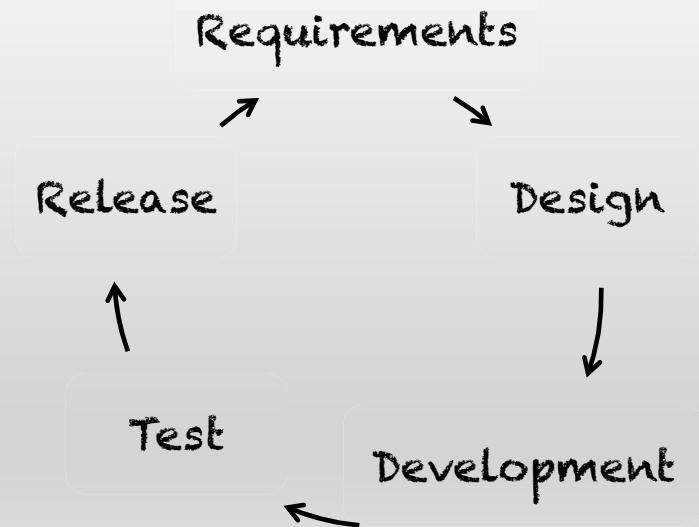 Requirements
Design
Development
Test
Release